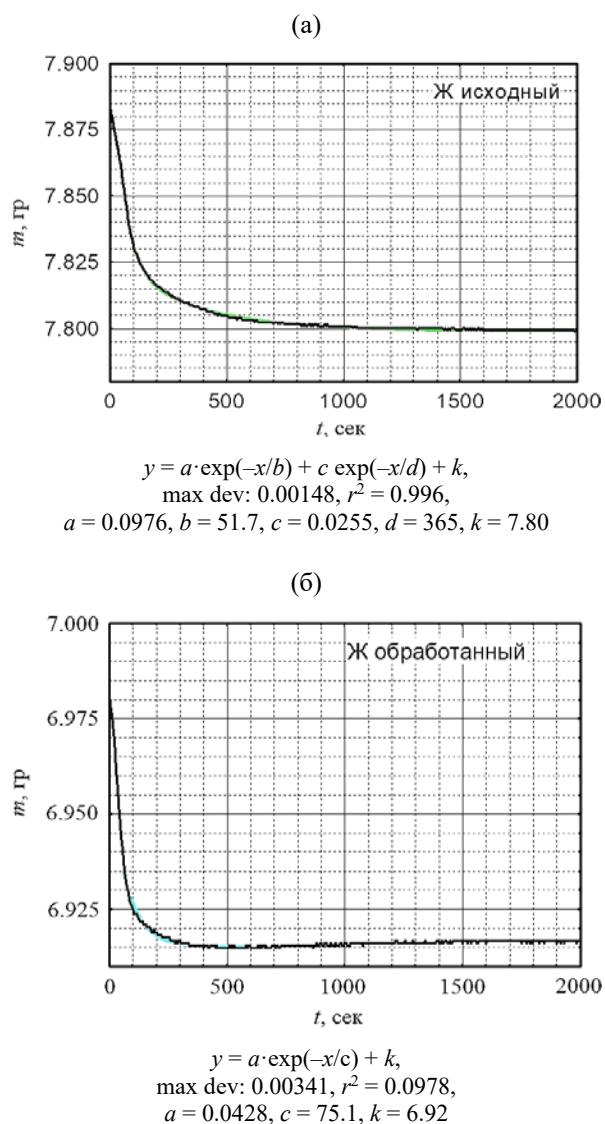 (а)
7.900
7.875
7.850
7.825
7.800
m, гр
Ж исходный
0 500 1000 1500 2000
t, сек
y = a·exp(–x/b) + c exp(–x/d) + k,
max dev: 0.00148, r² = 0.996,
a = 0.0976, b = 51.7, c = 0.0255, d = 365, k = 7.80
(б)
7.000
6.975
6.950
6.925
m, гр
Ж обработанный
0 500 1000 1500 2000
t, сек
y = a·exp(–x/c) + k,
max dev: 0.00341, r² = 0.0978,
a = 0.0428, c = 75.1, k = 6.92